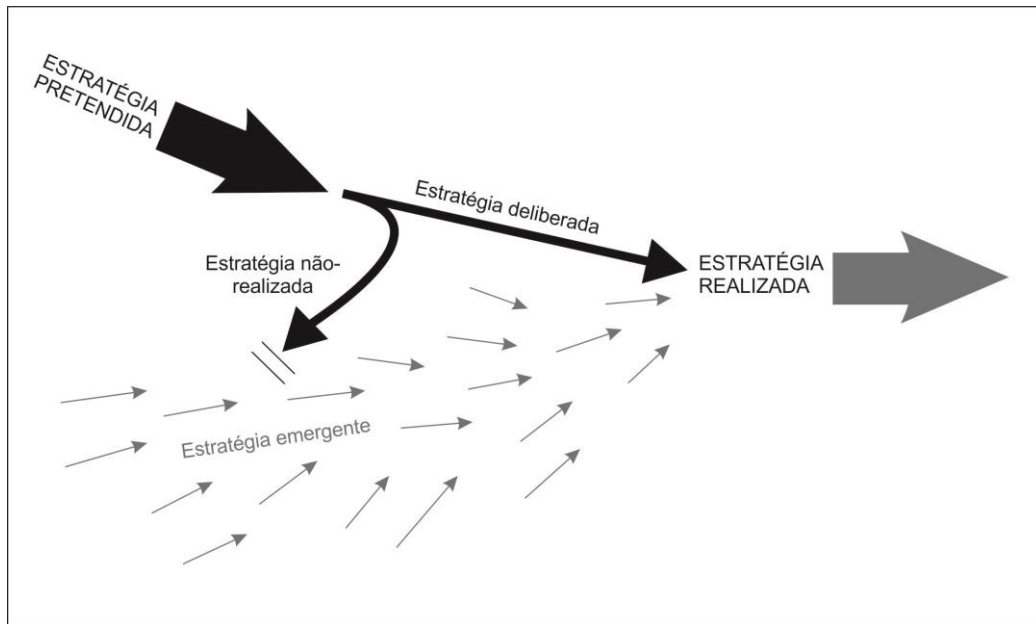 ESTRATÉGIA
PRETENDIDA
Estratégia deliberada
Estratégia não-
realizada
ESTRATÉGIA
REALIZADA
Estratégia emergente